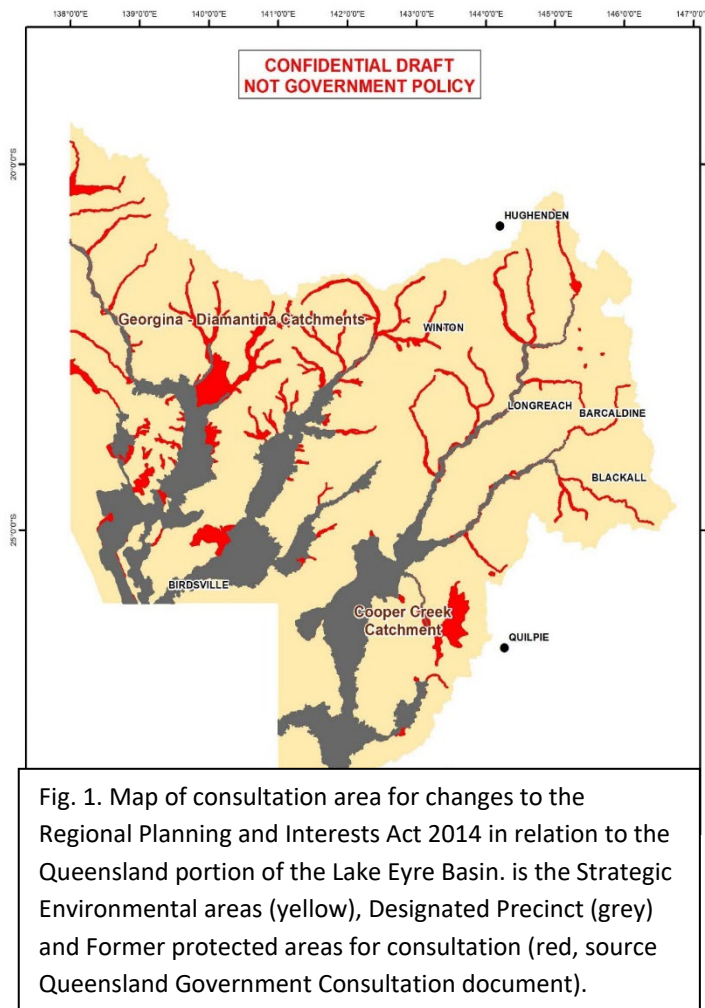 138°0'0"E 139°0'0"E 140°0'0"E 141°0'0"E 142°0'0"E 143°0'0"E 144°0'0"E 145°0'0"E 146°0'0"E 147°0'0"E
CONFIDENTIAL DRAFT
NOT GOVERNMENT POLICY
20°0'0"S
HUGHENDEN
Georgina - Diamantina Catchments
WINTON
LONGREACH
BARCALDINE
BLACKALL
25°0'0"S
BIRDSVILLE
Cooper Creek
Catchment
QUILPIE
Fig. 1. Map of consultation area for changes to the
Regional Planning and Interests Act 2014 in relation to the
Queensland portion of the Lake Eyre Basin. is the Strategic
Environmental areas (yellow), Designated Precinct (grey)
and Former protected areas for consultation (red, source
Queensland Government Consultation document).